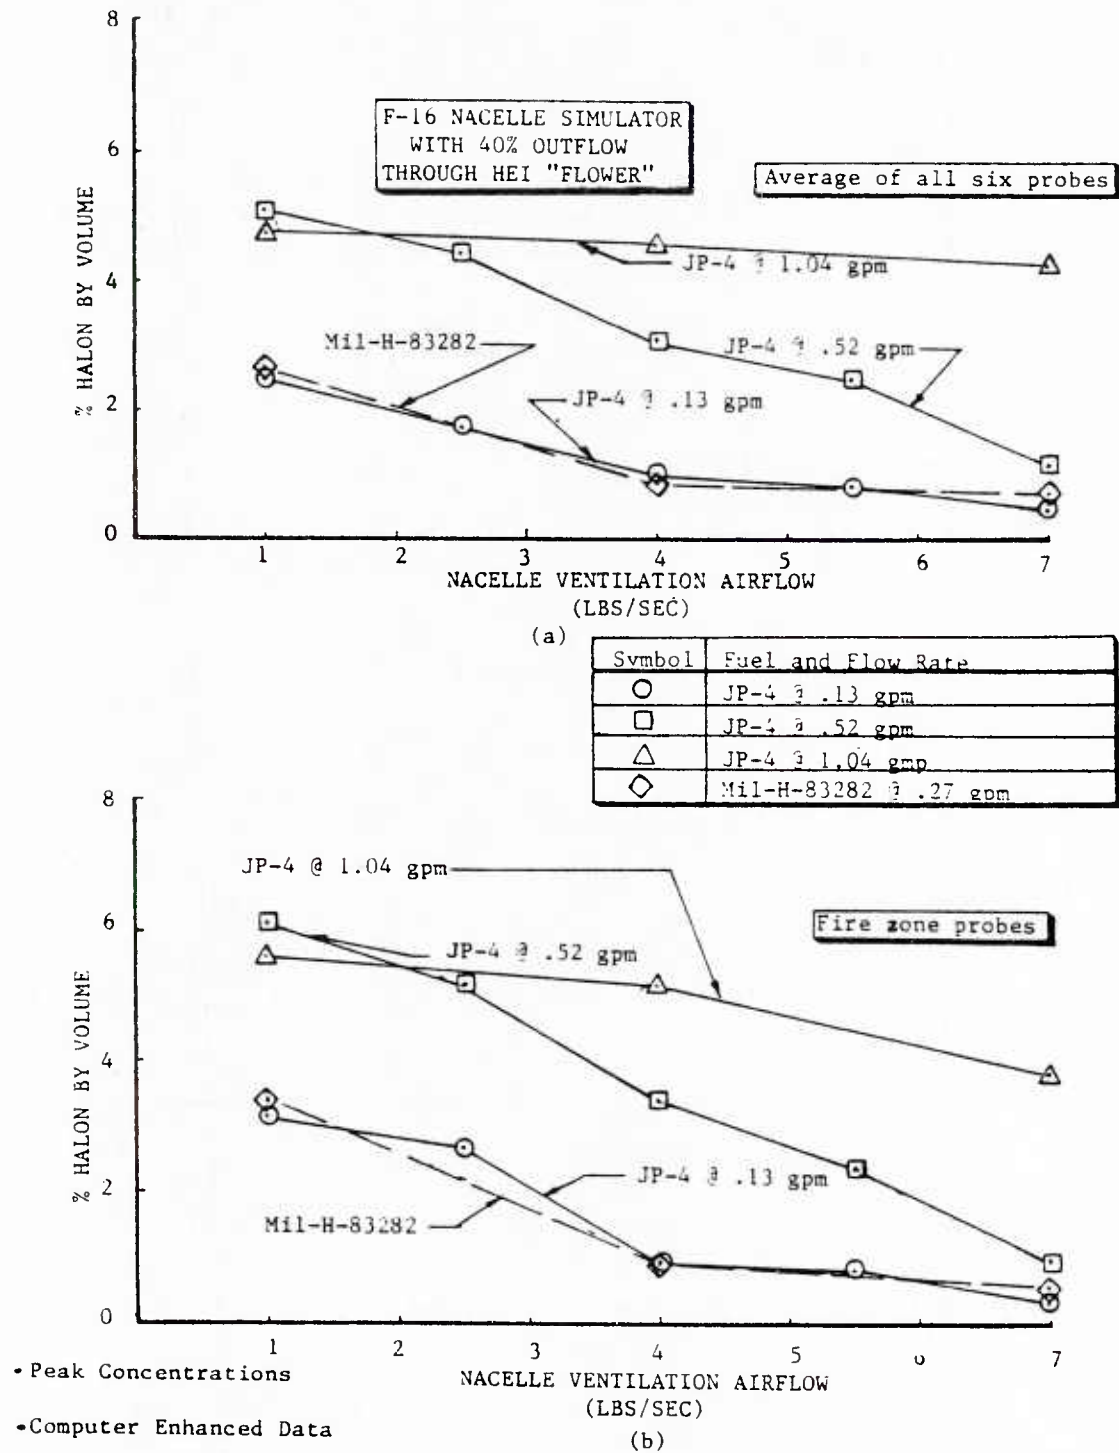 8
F-16 NACELLE SIMULATOR
WITH 40% OUTFLOW
THROUGH HEI "FLOWER"
6
Average of all six probes
JP-4 @ 1.04 gpm
4
% HALON BY VOLUME
Mil-H-83282
JP-4 @ .52 gpm
JP-4 @ .13 gpm
2
0
1 2 3 4 5 6 7
NACELLE VENTILATION AIRFLOW
(LBS/SEC)
(a)
Symbol Fuel and Flow Rate
JP-4 @ .13 gpm
JP-4 @ .52 gpm
JP-4 @ 1.04 gmp
Mil-H-83282 @ .27 gpm
8
JP-4 @ 1.04 gpm
6
Fire zone probes
JP-4 @ .52 gpm
% HALON BY VOLUME
4
2
JP-4 @ .13 gpm
Mil-H-83282
0
1 2 3 4 5 6 7
• Peak Concentrations
NACELLE VENTILATION AIRFLOW
(LBS/SEC)
•Computer Enhanced Data
(b)